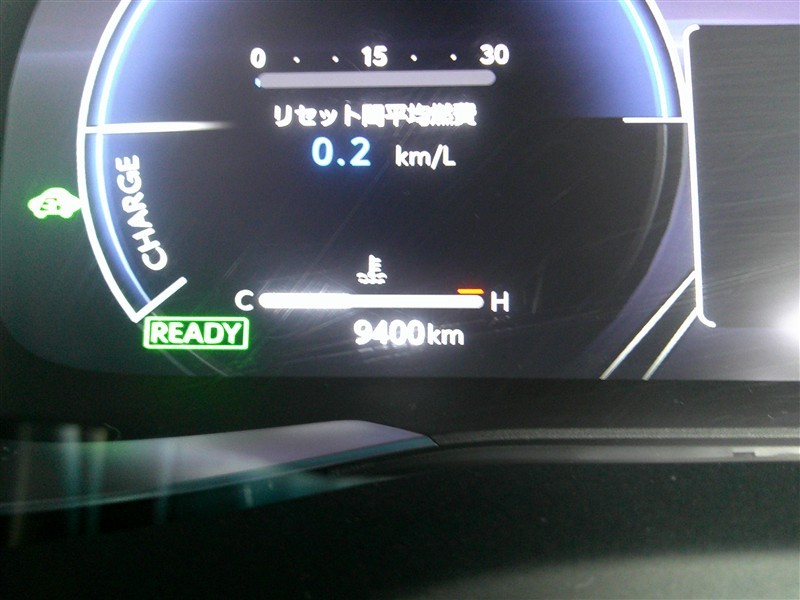 0 · · 15 · · 30
リセット間平均燃費
0.2 km/L
CHARGE
C H
READY
9400km